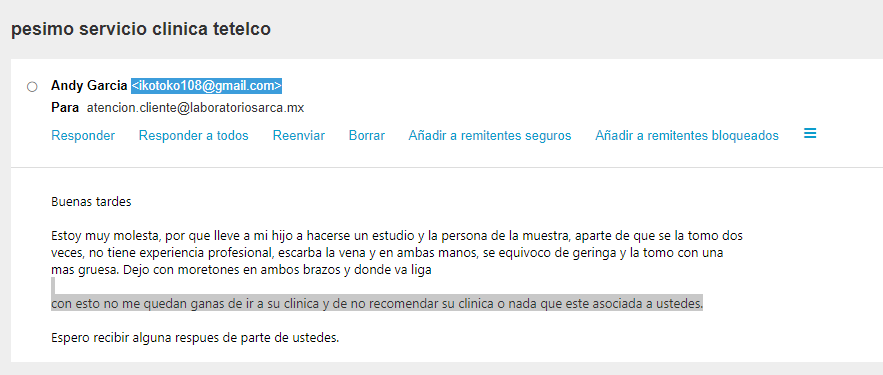 pesimo servicio clinica tetelco
Andy Garcia <ikotoko108@gmail.com>
Para atencion.cliente@laboratoriosarca.mx
Responder Responder a todos Reenviar Borrar Añadir a remitentes seguros Añadir a remitentes bloqueados
Buenas tardes
Estoy muy molesta, por que lleve a mi hijo a hacerse un estudio y la persona de la muestra, aparte de que se la tomo dos
veces, no tiene experiencia profesional, escarba la vena y en ambas manos, se equivoco de geringa y la tomo con una
mas gruesa. Dejo con moretones en ambos brazos y donde va liga
con esto no me quedan ganas de ir a su clinica y de no recomendar su clinica o nada que este asociada a ustedes.
Espero recibir alguna respues de parte de ustedes.